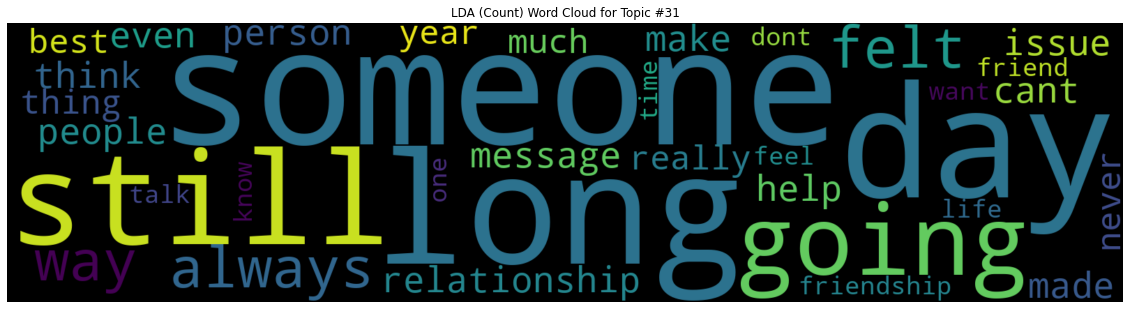 LDA (Count) Word Cloud for Topic #31
best even person year much make dont felt issue
think someone time friend
thing want cant
people day
still long message really feel
talk know one help life never
way always relationship going friendship made